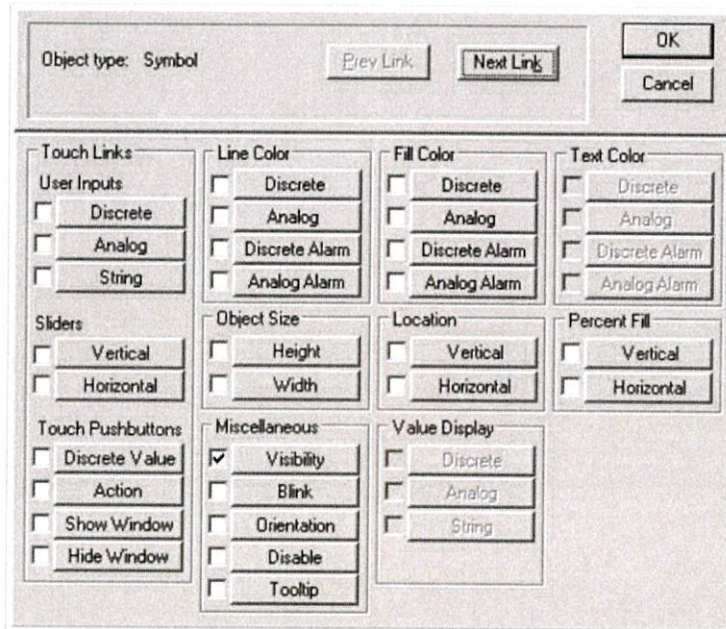 Object type: Symbol
Prev Link
Next Link
OK
Cancel
Touch Links
User Inputs
Discrete
Analog
String
Sliders
Vertical
Horizontal
Touch Pushbuttons
Discrete Value
Action
Show Window
Hide Window
Line Color
Discrete
Analog
Discrete Alarm
Analog Alarm
Object Size
Height
Width
Miscellaneous
Visibility
Blink
Orientation
Disable
Tooltip
Fill Color
Discrete
Analog
Discrete Alarm
Analog Alarm
Location
Vertical
Horizontal
Value Display
Discrete
Analog
String
Text Color
Discrete
Analog
Discrete Alarm
Analog Alarm
Percent Fill
Vertical
Horizontal